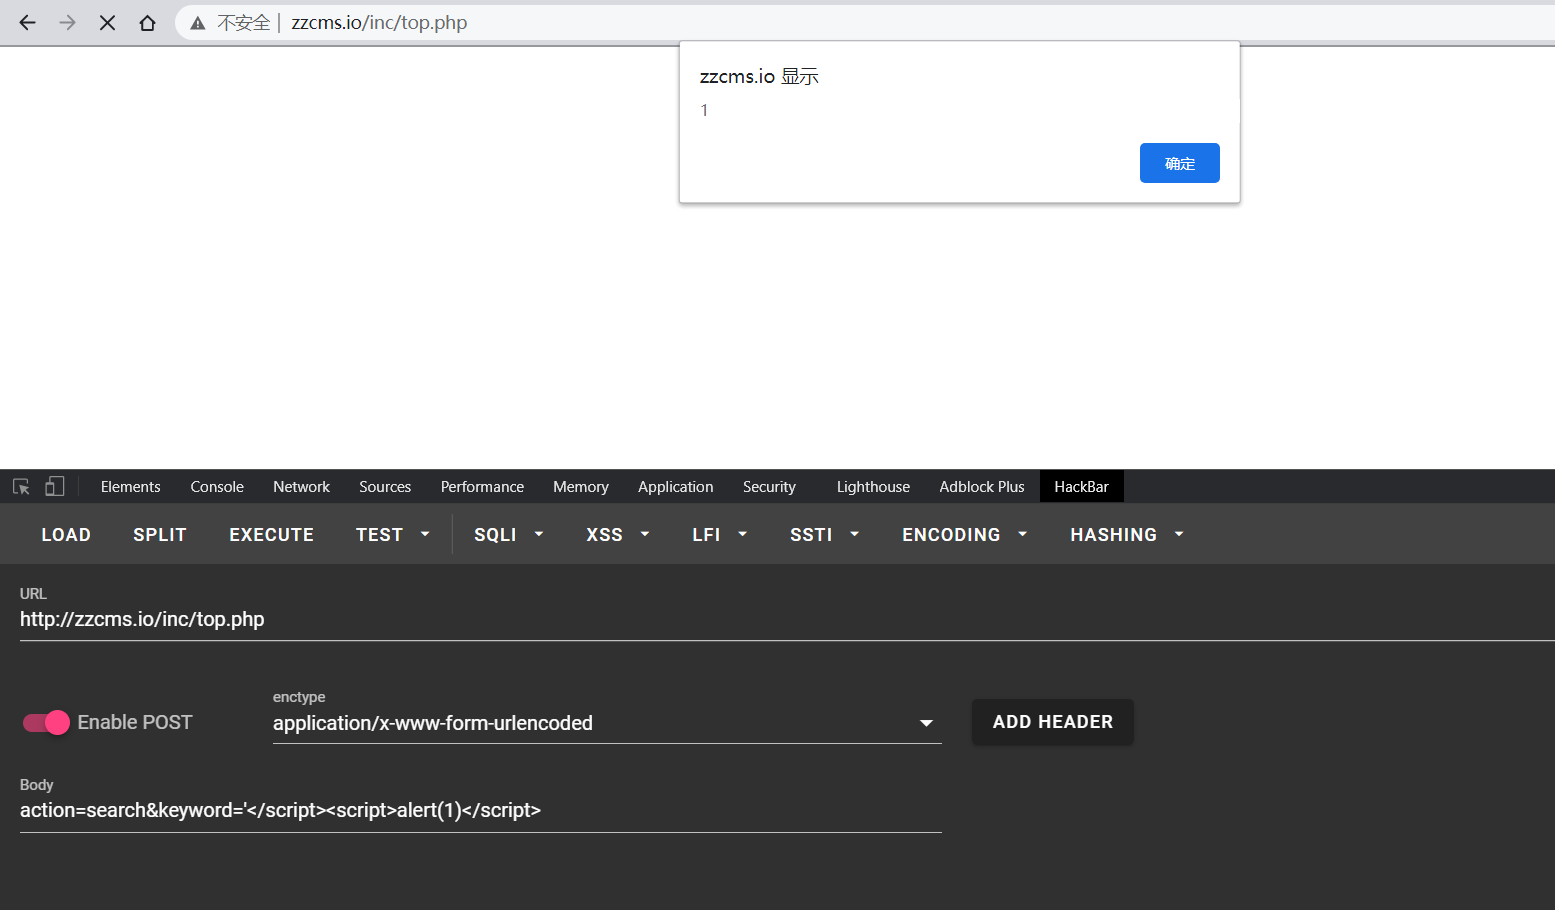 不安全 | zzcms.io/inc/top.php
zzcms.io 显示
1
确定
Elements Console Network Sources Performance Memory Application Security Lighthouse Adblock Plus HackBar
LOAD SPLIT EXECUTE TEST SQLI XSS LFI SSTI ENCODING HASHING
URL
http://zzcms.io/inc/top.php
enctype
Enable POST application/x-www-form-urlencoded ADD HEADER
Body
action=search&keyword='</script><script>alert(1)</script>